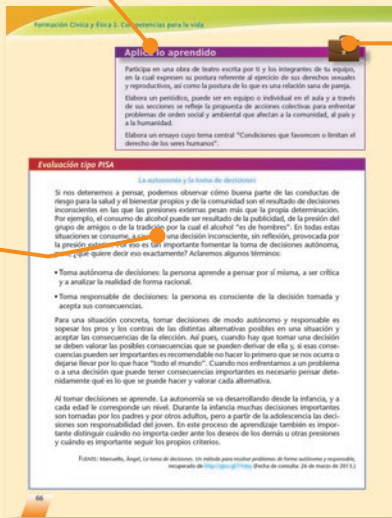 Formación Cívica y Ética 2. Competencias para la vida
Aplica lo aprendido
Participa en una obra de teatro escrita por ti y los integrantes de tu equipo,
en la cual expresen su postura referente al ejercicio de sus derechos sexuales
y reproductivos, así como la postura de lo que es una relación sana de pareja.
Elabora un periódico, puede ser en equipo o individual en el aula y a través
de sus secciones se refleje la propuesta de acciones colectivas para enfrentar
problemas de orden social y ambiental que afectan a la comunidad, al país y
a la humanidad.
Elabora un ensayo cuyo tema central "Condiciones que favorecen o limitan el
derecho de los seres humanos".
Evaluación tipo PISA
La autonomía y la toma de decisiones
Si nos detenemos a pensar, podemos observar cómo buena parte de las conductas de
riesgo para la salud y el bienestar propios y de la comunidad son el resultado de decisiones
inconscientes en las que las presiones externas pesan más que la propia determinación.
Por ejemplo, el consumo de alcohol puede ser resultado de la publicidad, de la presión del
grupo de amigos o de la tradición por la cual el alcohol "es de hombres". En todas estas
situaciones se consume, a una decisión inconsciente, sin reflexión, provocada por
la presión Por eso es tan importante fomentar la toma de decisiones autónoma,
¿qué quiere decir eso exactamente? Aclaremos algunos términos:
• Toma autónoma de decisiones: la persona aprende a pensar por sí misma, a ser crítica
y a analizar la realidad de forma racional.
• Toma responsable de decisiones: la persona es consciente de la decisión tomada y
acepta sus consecuencias.
Para una situación concreta, tomar decisiones de modo autónomo y responsable es
sopesar los pros y los contras de las distintas alternativas posibles en una situación y
aceptar las consecuencias de la elección. Así pues, cuando hay que tomar una decisión
se deben valorar las posibles consecuencias que se pueden derivar de ella y, si esas conse-
cuencias pueden ser importantes es recomendable no hacer lo primero que se nos ocurra o
dejarse llevar por lo que hace "todo el mundo". Cuando nos enfrentamos a un problema
o a una decisión que puede tener consecuencias importantes es necesario pensar dete-
nidamente qué es lo que se puede hacer y valorar cada alternativa.
Al tomar decisiones se aprende. La autonomía se va desarrollando desde la infancia, y a
cada edad le corresponde un nivel. Durante la infancia muchas decisiones importantes
son tomadas por los padres y por otros adultos, pero a partir de la adolescencia las deci-
siones son responsabilidad del joven. En este proceso de aprendizaje también es impor-
tante distinguir cuándo no importa ceder ante los deseos de los demás u otras presiones
y cuándo es importante seguir los propios criterios.
FUENTE: Marcuello, Ángel, La toma de decisiones. Un método para resolver problemas de forma autónoma y responsable,
recuperado de (Fecha de consulta: 26 de marzo de 2013.)
66